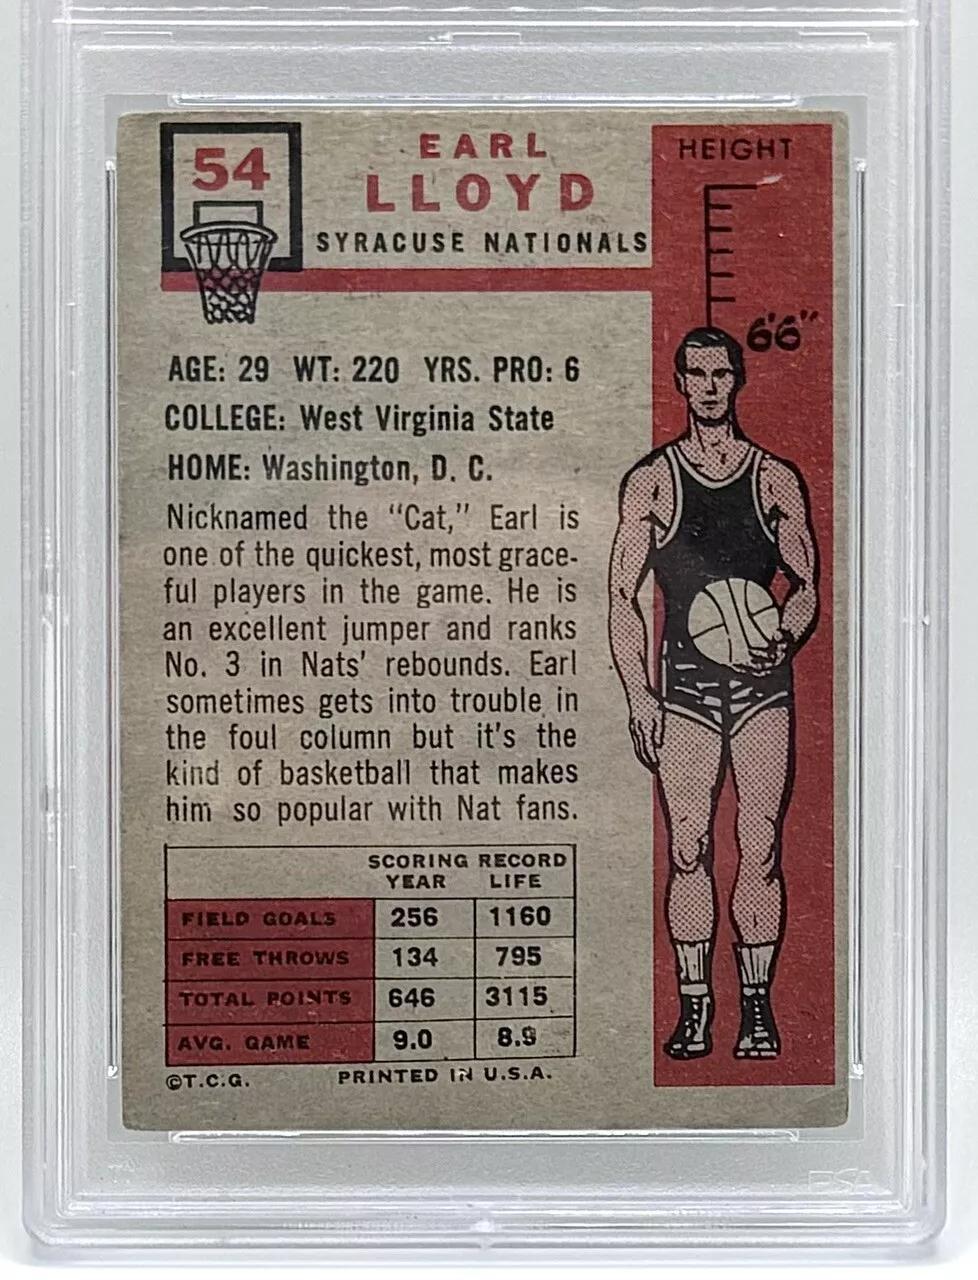 54
EARL
LLOYD
SYRACUSE NATIONALS
HEIGHT
6'6"
AGE: 29 WT: 220 YRS. PRO: 6
COLLEGE: West Virginia State
HOME: Washington, D. C.
Nicknamed the "Cat," Earl is
one of the quickest, most grace-
ful players in the game. He is
an excellent jumper and ranks
No. 3 in Nats' rebounds. Earl
sometimes gets into trouble in
the foul column but it's the
kind of basketball that makes
him so popular with Nat fans.
SCORING RECORD
YEAR LIFE
FIELD GOALS 256 1160
FREE THROWS 134 795
TOTAL POINTS 646 3115
AVG. GAME 9.0 8.9
©T.C.G. PRINTED IN U.S.A.
PSA